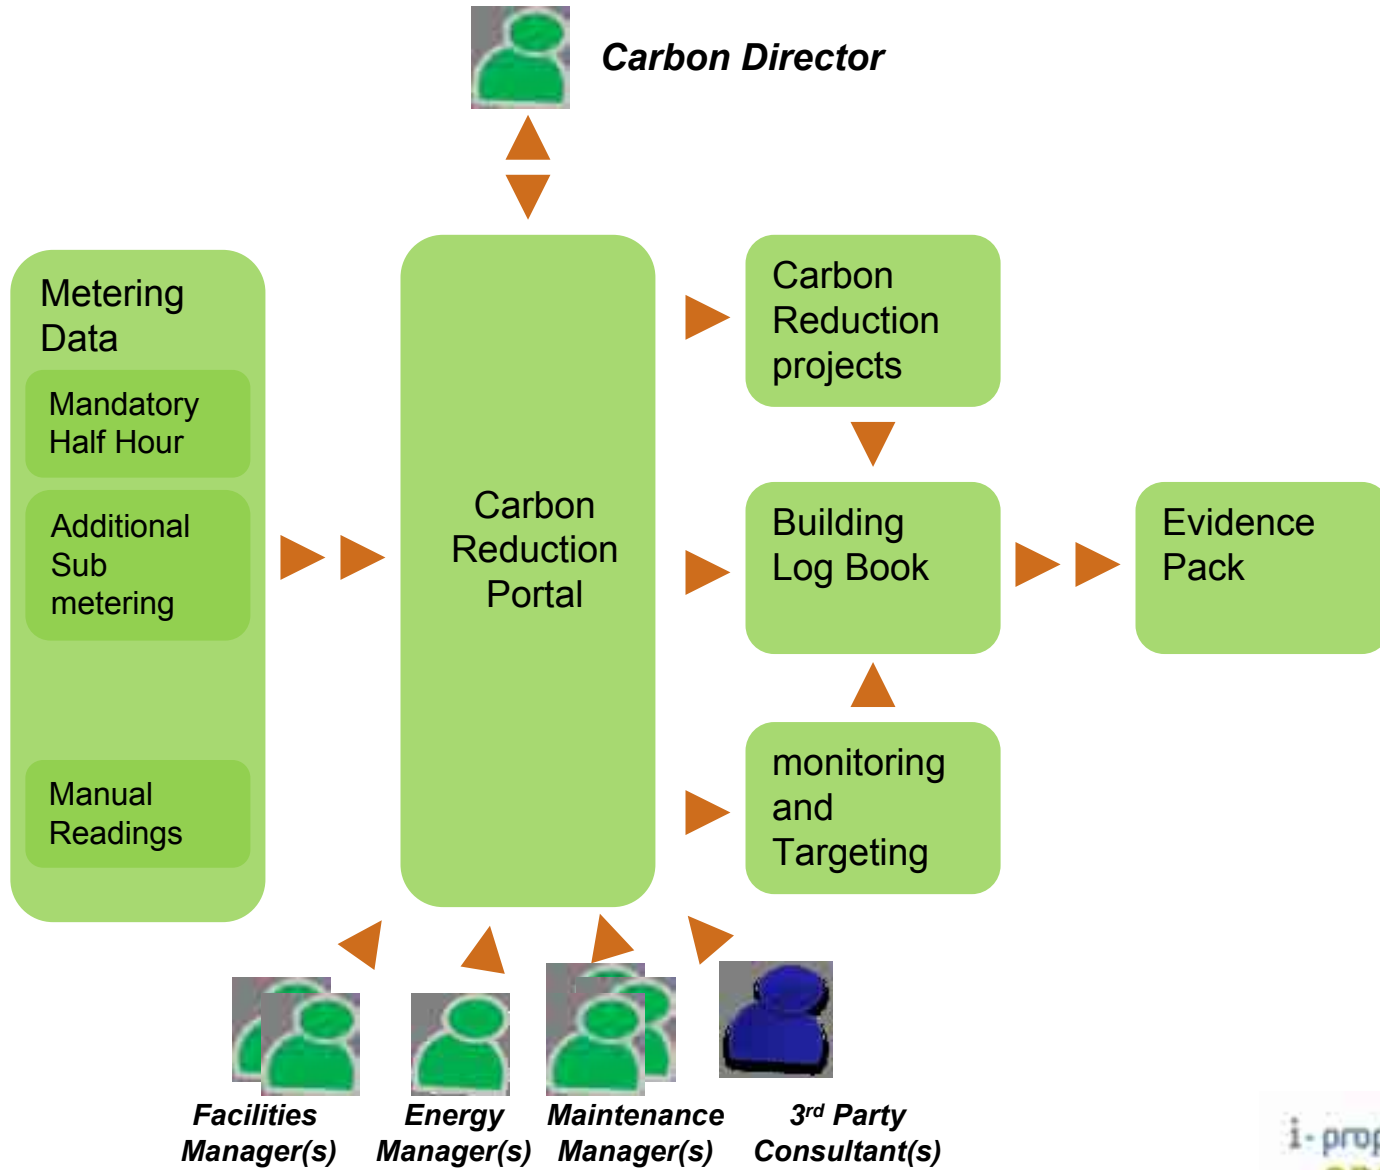 Carbon Director
Metering
Data
Mandatory
Half Hour
Additional
Sub
metering
Manual
Readings
Carbon
Reduction
Portal
Carbon
Reduction
projects
Building
Log Book
monitoring
and
Targeting
Evidence
Pack
Facilities
Manager(s)
Energy
Manager(s)
Maintenance
Manager(s)
3rd Party
Consultant(s)
i-prop